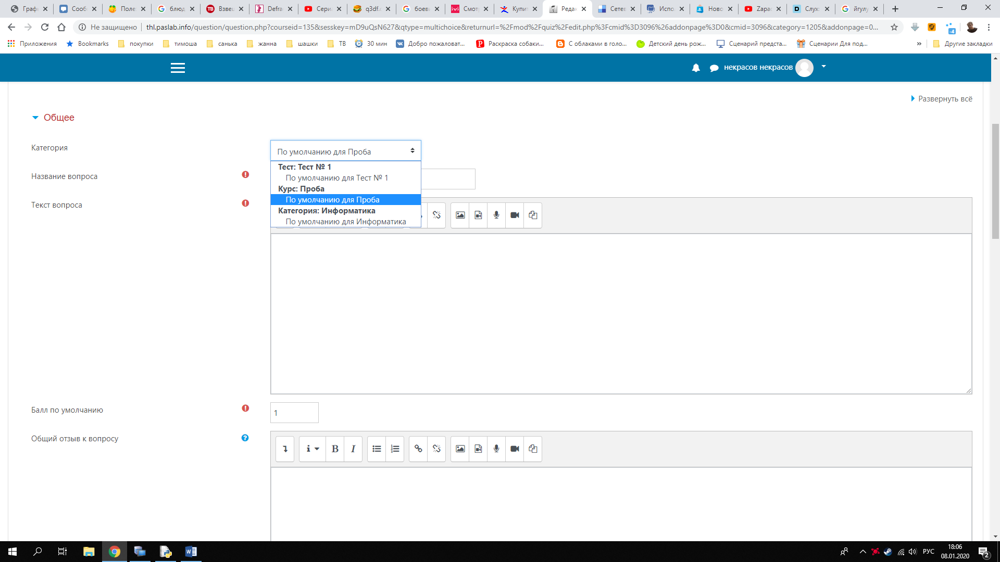 Граф
Сооб
Поле
блюд
Взвеш
Defra
Сери
q3df.
боев
Смот
Купи
Редак
Сетев
Испо
Ново
Zapa
Слух
йгулу
Не защищено
thl.paslab.info/question/question.php?courseid=135&sesskey=mD9uQsN627&qtype=multichoice&returnurl=%2Fmod%2Fquiz%2Fedit.php%3Fcmid%3D3096%26addonpage%3D0&cmid=3096&category=1205&addonpage=0...
-4
Приложения
Bookmarks
покупки
тимоша
санька
жанна
шашки
ТВ
30 мин
Добро пожаловат...
Раскраска собаки...
С облаками в голо...
Детский день рож...
Сценарий предста...
Сценарии Для под...
»
Другие закладки
некрасов некрасов
Развернуть всё
Общее
Категория
По умолчанию для Проба
Тест: Тест № 1
По умолчанию для Тест № 1
Курс: Проба
По умолчанию для Проба
Категория: Информатика
По умолчанию для Информатика
Название вопроса
Текст вопроса
Балл по умолчанию
1
Общий отзыв к вопросу
B
I
РУС
18:06
08.01.2020
2